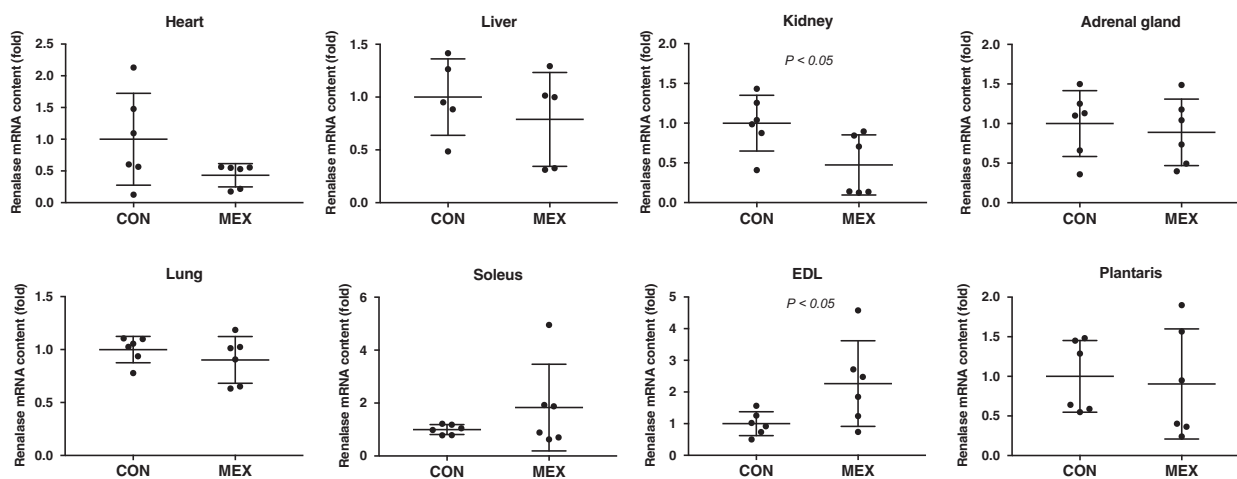 Heart
Renalase mRNA content (fold)
2.5
2.0
1.5
1.0
0.5
0.0
CON MEX
Liver
Renalase mRNA content (fold)
1.5
1.0
0.5
0.0
CON MEX
Kidney
P < 0.05
Renalase mRNA content (fold)
2.0
1.5
1.0
0.5
0.0
CON MEX
Adrenal gland
Renalase mRNA content (fold)
2.0
1.5
1.0
0.5
0.0
CON MEX
Lung
Renalase mRNA content (fold)
1.5
1.0
0.5
0.0
CON MEX
Soleus
Renalase mRNA content (fold)
6
4
2
0
CON MEX
EDL
P < 0.05
Renalase mRNA content (fold)
5
4
3
2
1
0
CON MEX
Plantaris
Renalase mRNA content (fold)
2.0
1.5
1.0
0.5
0.0
CON MEX